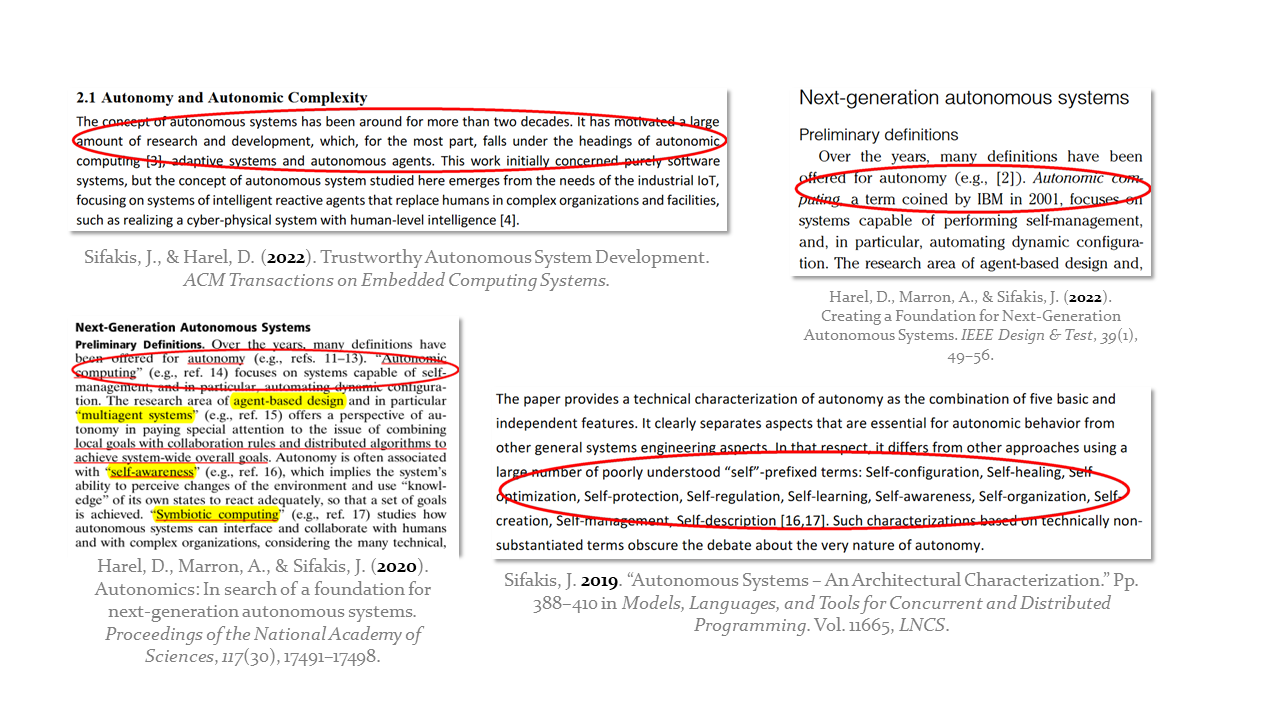 2.1 Autonomy and Autonomic Complexity
The concept of autonomous systems has been around for more than two decades. It has motivated a large
amount of research and development, which, for the most part, falls under the headings of autonomic
computing [3], adaptive systems and autonomous agents. This work initially concerned purely software
systems, but the concept of autonomous system studied here emerges from the needs of the industrial IoT,
focusing on systems of intelligent reactive agents that replace humans in complex organizations and facilities,
such as realizing a cyber-physical system with human-level intelligence [4].
Sifakis, J., & Harel, D. (2022). Trustworthy Autonomous System Development.
ACM Transactions on Embedded Computing Systems.
Next-generation autonomous systems
Preliminary definitions
Over the years, many definitions have been
offered for autonomy (e.g., [2]). Autonomic com-
puting, a term coined by IBM in 2001, focuses on
systems capable of performing self-management,
and, in particular, automating dynamic configura-
tion. The research area of agent-based design and,
Harel, D., Marron, A., & Sifakis, J. (2022).
Creating a Foundation for Next-Generation
Autonomous Systems. IEEE Design & Test, 39(1),
49–56.
Next-Generation Autonomous Systems
Preliminary Definitions. Over the years, many definitions have
been offered for autonomy (e.g., refs. 11–13). “Autonomic
computing” (e.g., ref. 14) focuses on systems capable of self-
management, and in particular, automating dynamic configura-
tion. The research area of agent-based design and in particular
“multiagent systems” (e.g., ref. 15) offers a perspective of au-
tonomy in paying special attention to the issue of combining
local goals with collaboration rules and distributed algorithms to
achieve system-wide overall goals. Autonomy is often associated
with “self-awareness” (e.g., ref. 16), which implies the system’s
ability to perceive changes of the environment and use “knowl-
edge” of its own states to react adequately, so that a set of goals
is achieved. “Symbiotic computing” (e.g., ref. 17) studies how
autonomous systems can interface and collaborate with humans
and with complex organizations, considering the many technical,
Harel, D., Marron, A., & Sifakis, J. (2020).
Autonomics: In search of a foundation for
next-generation autonomous systems.
Proceedings of the National Academy of
Sciences, 117(30), 17491–17498.
The paper provides a technical characterization of autonomy as the combination of five basic and
independent features. It clearly separates aspects that are essential for autonomic behavior from
other general systems engineering aspects. In that respect, it differs from other approaches using a
large number of poorly understood “self”-prefixed terms: Self-configuration, Self-healing, Self-
optimization, Self-protection, Self-regulation, Self-learning, Self-awareness, Self-organization, Self-
creation, Self-management, Self-description [16,17]. Such characterizations based on technically non-
substantiated terms obscure the debate about the very nature of autonomy.
Sifakis, J. 2019. “Autonomous Systems – An Architectural Characterization.” Pp.
388–410 in Models, Languages, and Tools for Concurrent and Distributed
Programming. Vol. 11665, LNCS.